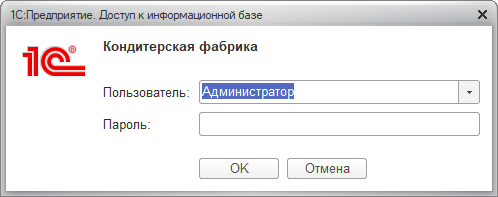 1С:Предприятие. Доступ к информационной базе
1С®
Кондитерская фабрика
Пользователь: Администратор
Пароль:
OK Отмена